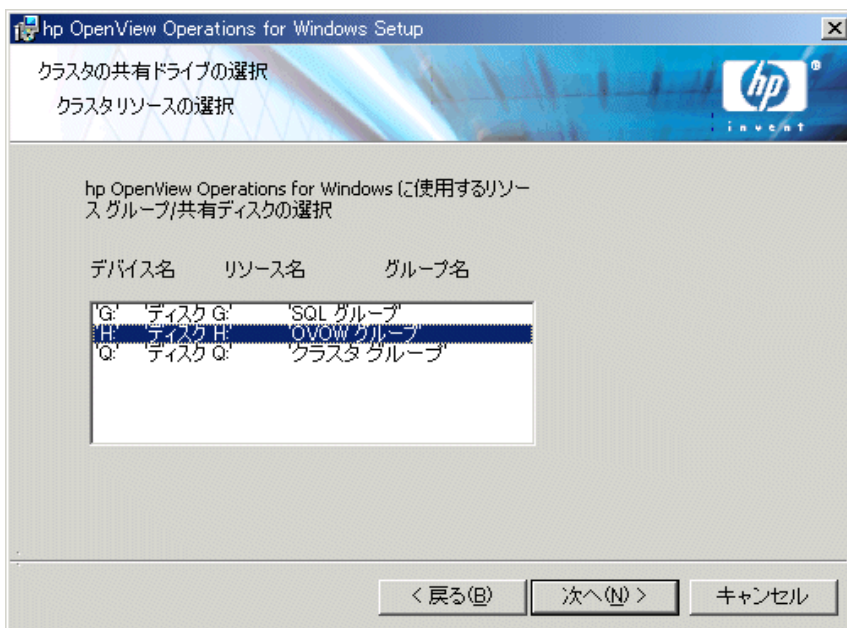 hp OpenView Operations for Windows Setup
クラスタの共有ドライブの選択
クラスタリソースの選択
hp
invent
hp OpenView Operations for Windows に使用するリソー
ス グループ/共有ディスクの選択
デバイス名 リソース名 グループ名
'G:' 'ディスク G:' 'SQL グループ'
'H:' 'ディスク H:' 'OVOW グループ'
'Q:' 'ディスク Q:' 'クラスタ グループ'
< 戻る(B) 次へ(N) > キャンセル